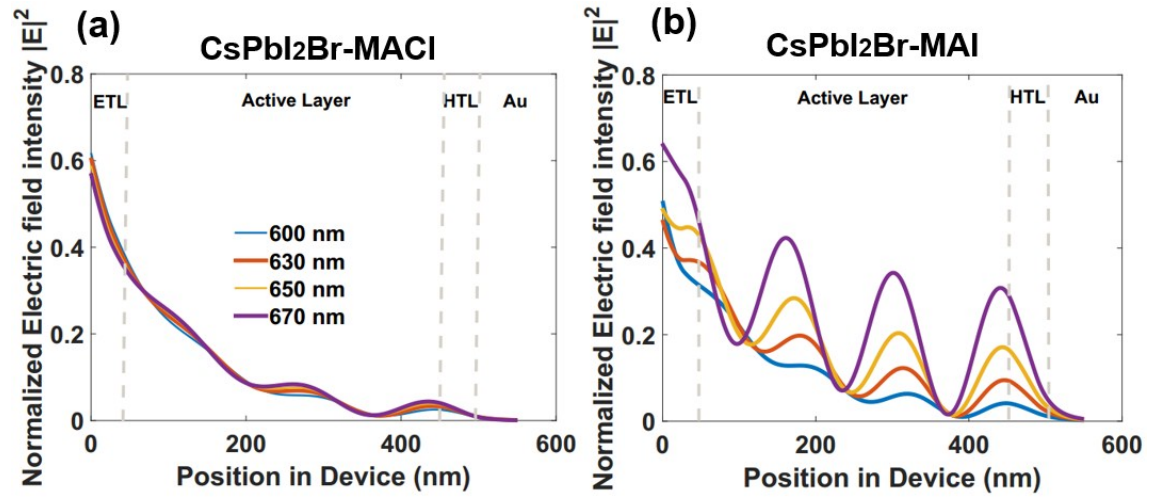 (a)
CsPbI2Br-MACl
Normalized Electric field intensity |E|2
0.8
0.6
0.4
0.2
0
ETL
Active Layer
HTL
Au
600 nm
630 nm
650 nm
670 nm
0
200
400
600
Position in Device (nm)
(b)
CsPbI2Br-MAI
Normalized Electric field intensity |E|2
0.8
0.6
0.4
0.2
0
ETL
Active Layer
HTL
Au
0
200
400
600
Position in Device (nm)